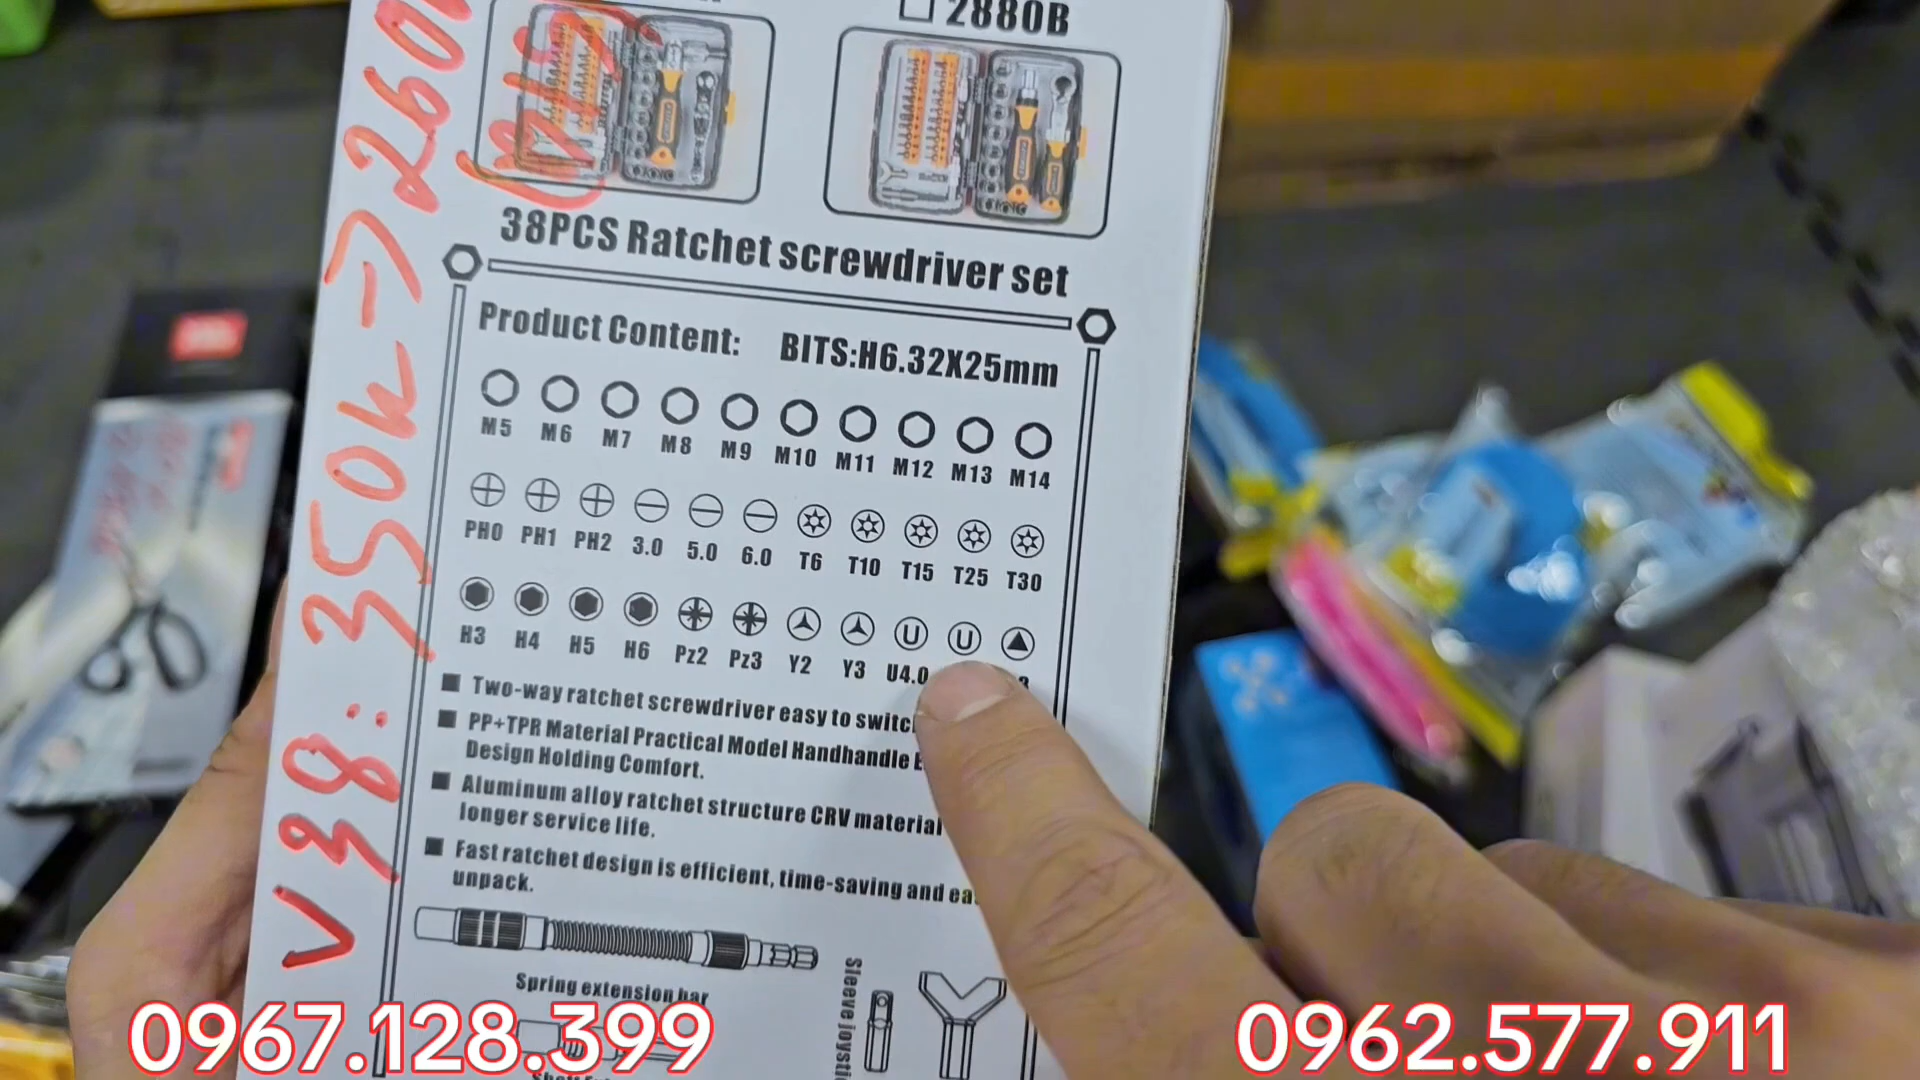 2880B
38PCS Ratchet screwdriver set
Product Content: BITS:H6.32X25mm
M5 M6 M7 M8 M9 M10 M11 M12 M13 M14
PH0 PH1 PH2 3.0 5.0 6.0 T6 T10 T15 T25 T30
H3 H4 H5 H6 Pz2 Pz3 Y2 Y3 U4.0
Two-way ratchet screwdriver easy to switch
PP+TPR Material Practical Model Handhandle
Design Holding Comfort.
Aluminum alloy ratchet structure CRV material
longer service life.
Fast ratchet design is efficient, time-saving and
unpack.
Spring extension bar
Sleeve joysti
V38: 350k → 260k
0967.128.399
0962.577.911